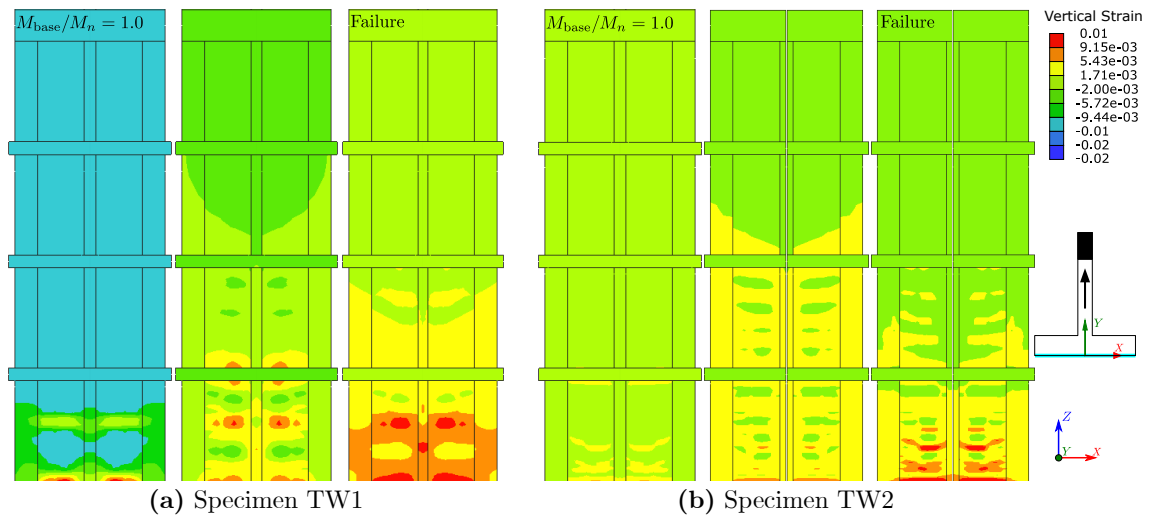 M_base/M_n = 1.0
Failure
M_base/M_n = 1.0
Failure
Vertical Strain
0.01
9.15e-03
5.43e-03
1.71e-03
-2.00e-03
-5.72e-03
-9.44e-03
-0.01
-0.02
-0.02
Y
X
Z
Y
X
(a) Specimen TW1
(b) Specimen TW2